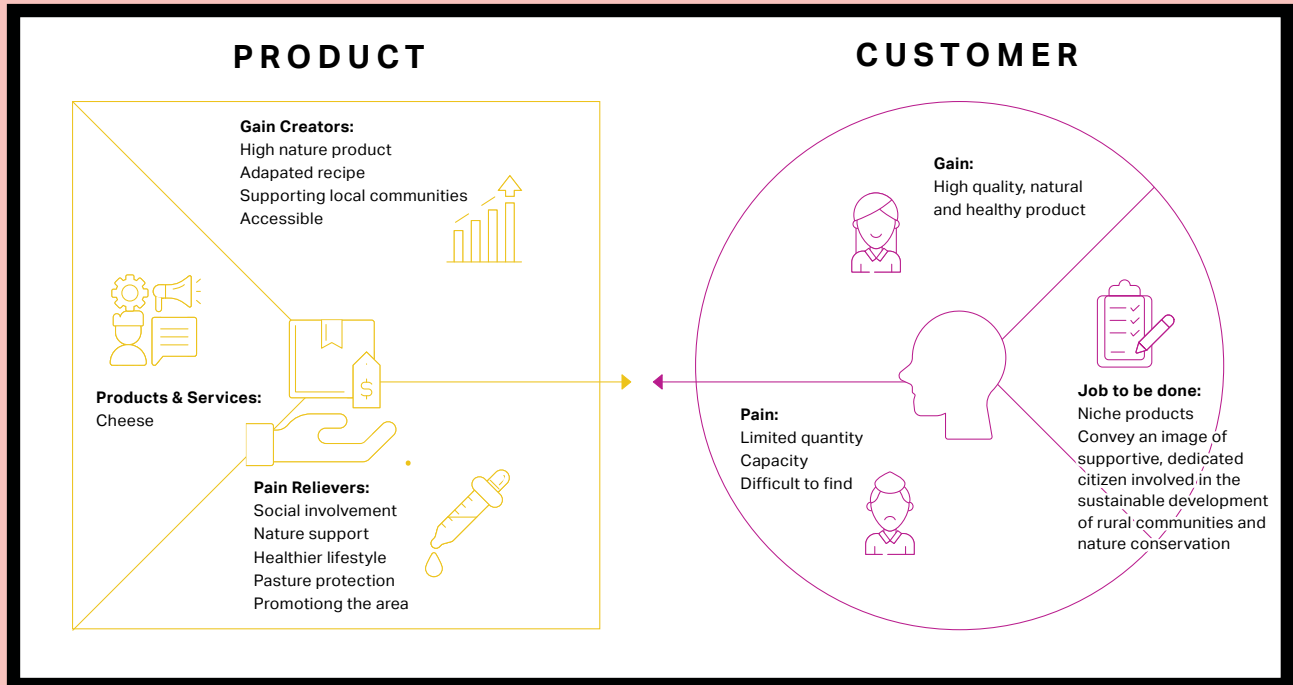 PRODUCT
Gain Creators:
High nature product
Adapated recipe
Supporting local communities
Accessible
Products & Services:
Cheese
$
Pain Relievers:
Social involvement
Nature support
Healthier lifestyle
Pasture protection
Promotiong the area
CUSTOMER
Gain:
High quality, natural
and healthy product
Pain:
Limited quantity
Capacity
Difficult to find
Job to be done:
Niche products
Convey an image of
supportive, dedicated
citizen involved in the
sustainable development
of rural communities and
nature conservation